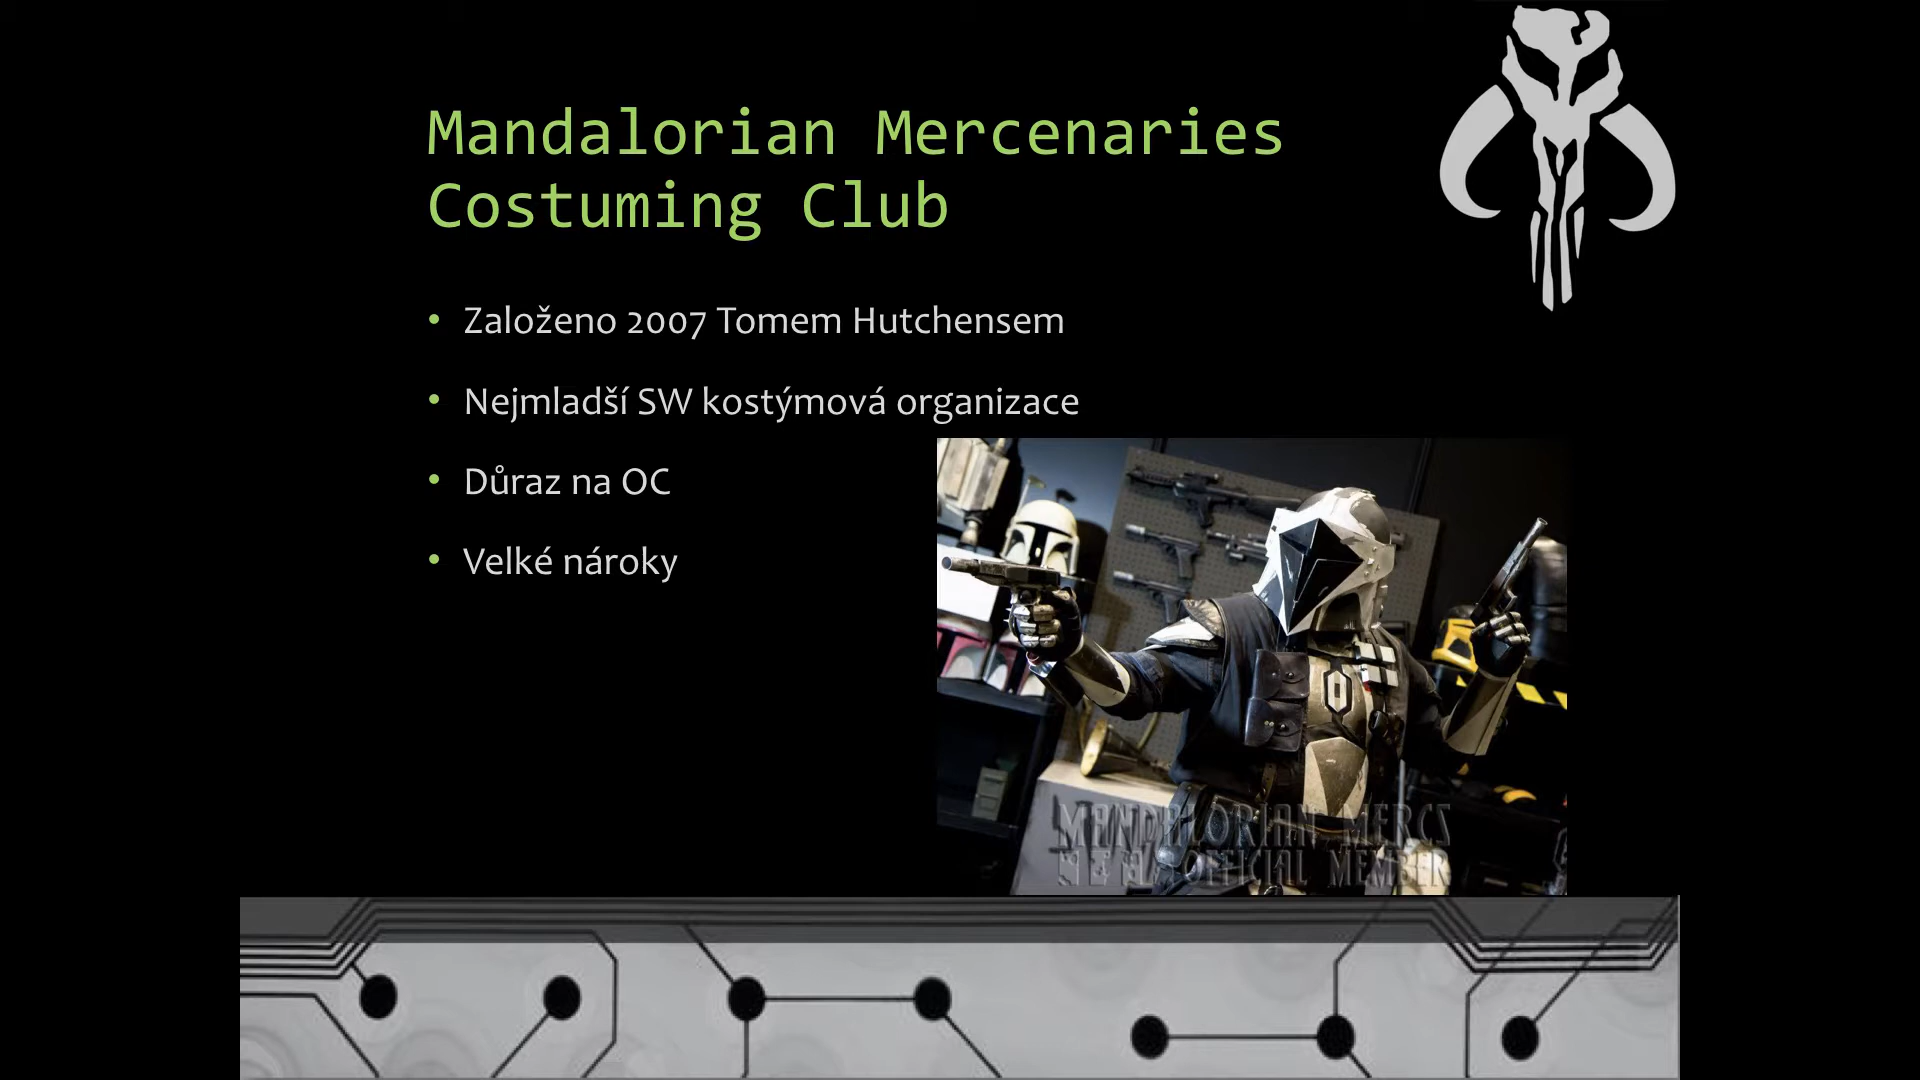 Mandalorian Mercenaries
Costuming Club
• Založeno 2007 Tomem Hutchensem
• Nejmladší SW kostýmová organizace
• Důraz na OC
• Velké nároky
MANDALORIAN MERCS
OFFICIAL MEMBER